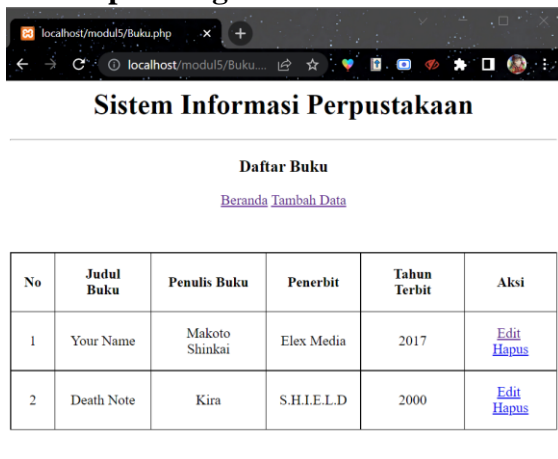 localhost/modul5/Buku.php
localhost/modul5/Buku....
Sistem Informasi Perpustakaan
Daftar Buku
Beranda Tambah Data
No Judul Buku Penulis Buku Penerbit Tahun Terbit Aksi
1 Your Name Makoto Shinkai Elex Media 2017 Edit Hapus
2 Death Note Kira S.H.I.E.L.D 2000 Edit Hapus